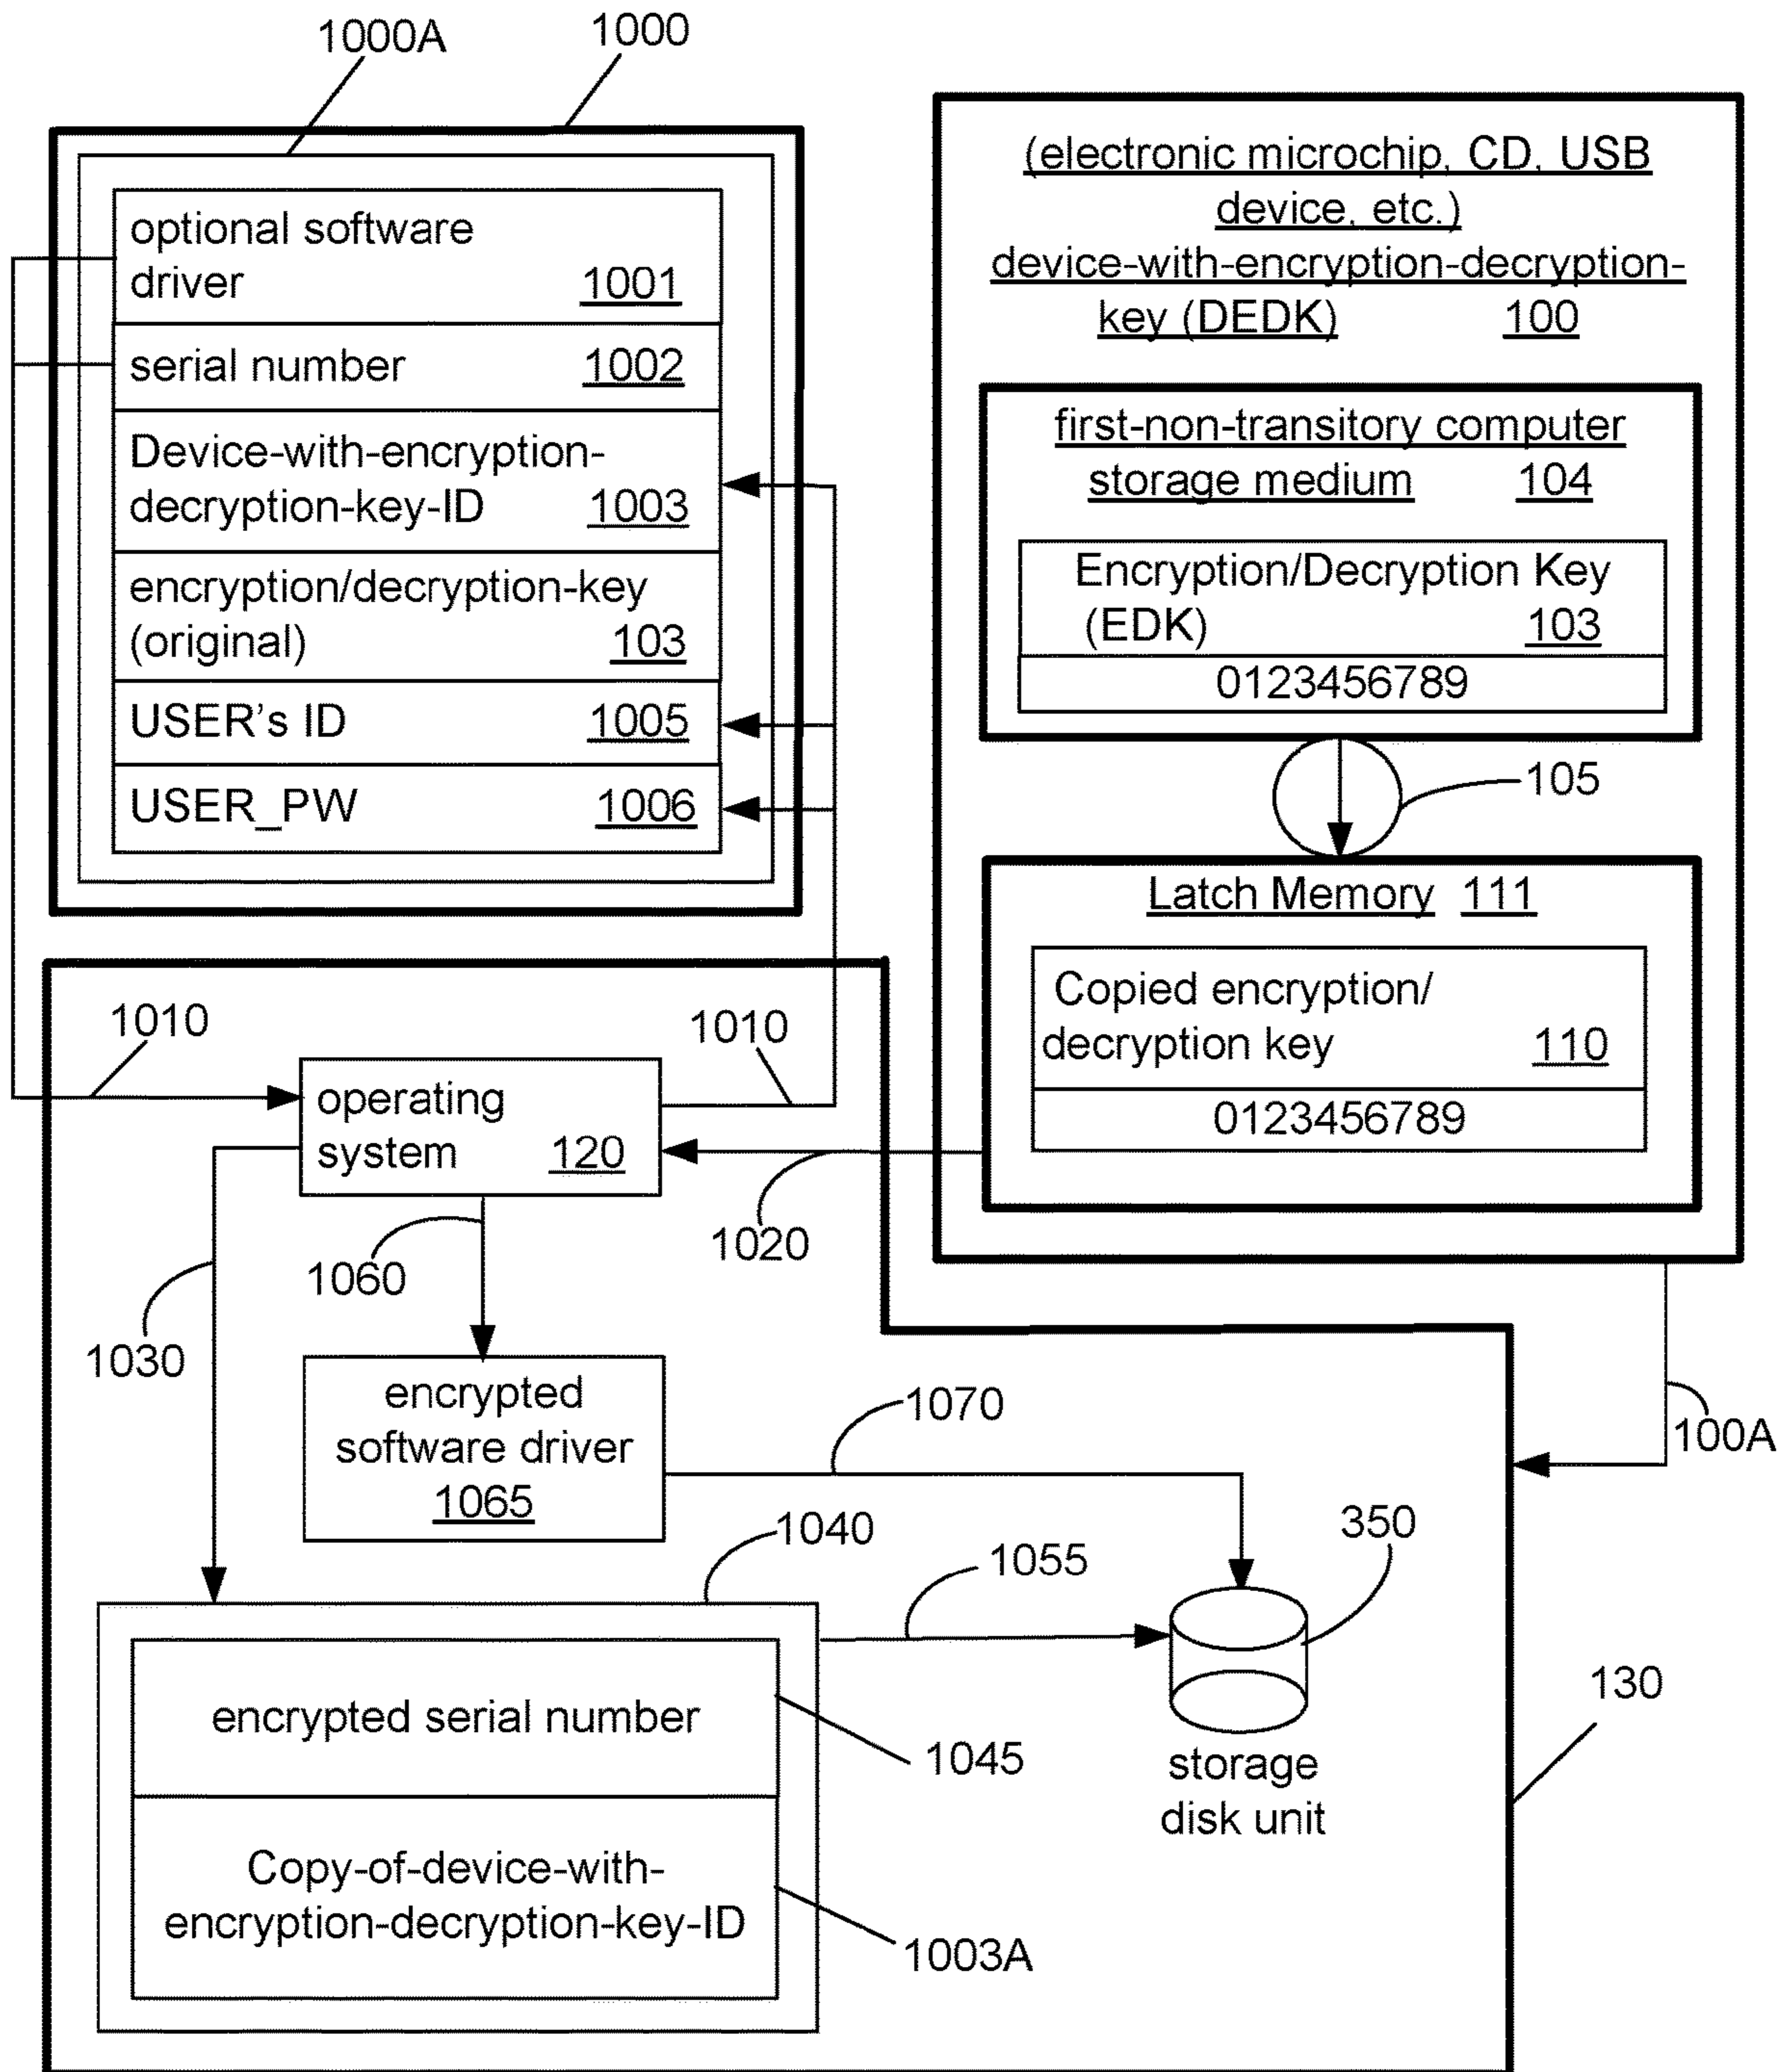 1000A
1000
optional software
driver 1001
serial number 1002
Device-with-encryption-
decryption-key-ID 1003
encryption/decryption-key
(original) 103
USER's ID 1005
USER_PW 1006
(electronic microchip, CD, USB
device, etc.)
device-with-encryption-decryption-
key (DEDK) 100
first-non-transitory computer
storage medium 104
Encryption/Decryption Key
(EDK) 103
0123456789
105
Latch Memory 111
Copied encryption/
decryption key 110
0123456789
1010
1010
operating
system 120
1020
1060
1030
100A
encrypted
software driver
1065
1070
1040
1055
350
encrypted serial number
1045
130
storage
disk unit
Copy-of-device-with-
encryption-decryption-key-ID
1003A